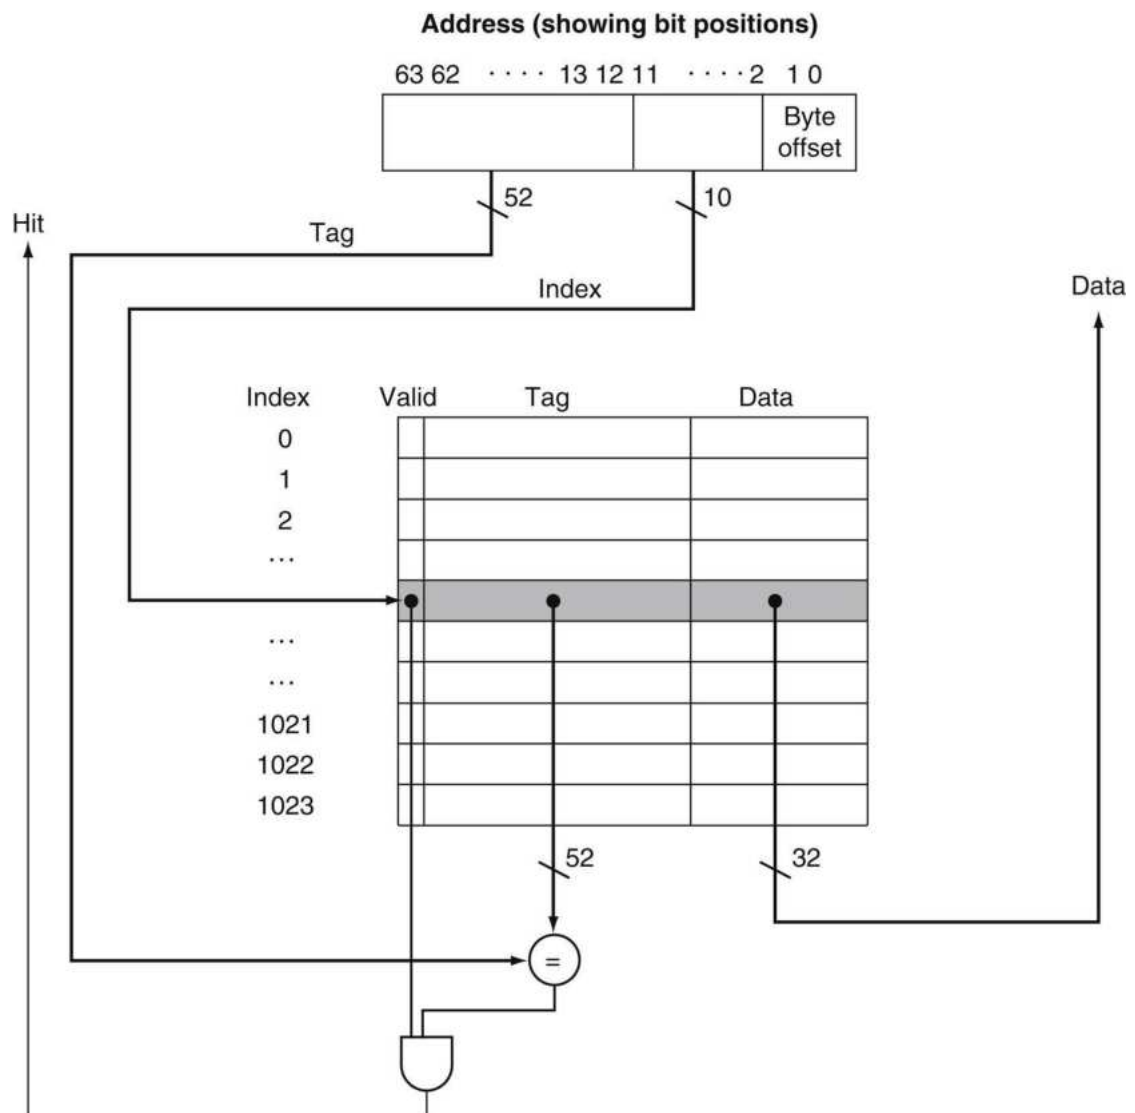 Address (showing bit positions)
63 62 · · · · 13 12 11 · · · · 2 1 0
Byte
offset
52
10
Hit
Tag
Index
Data
Index Valid Tag Data
0
1
2
...
...
...
1021
1022
1023
52
32
=